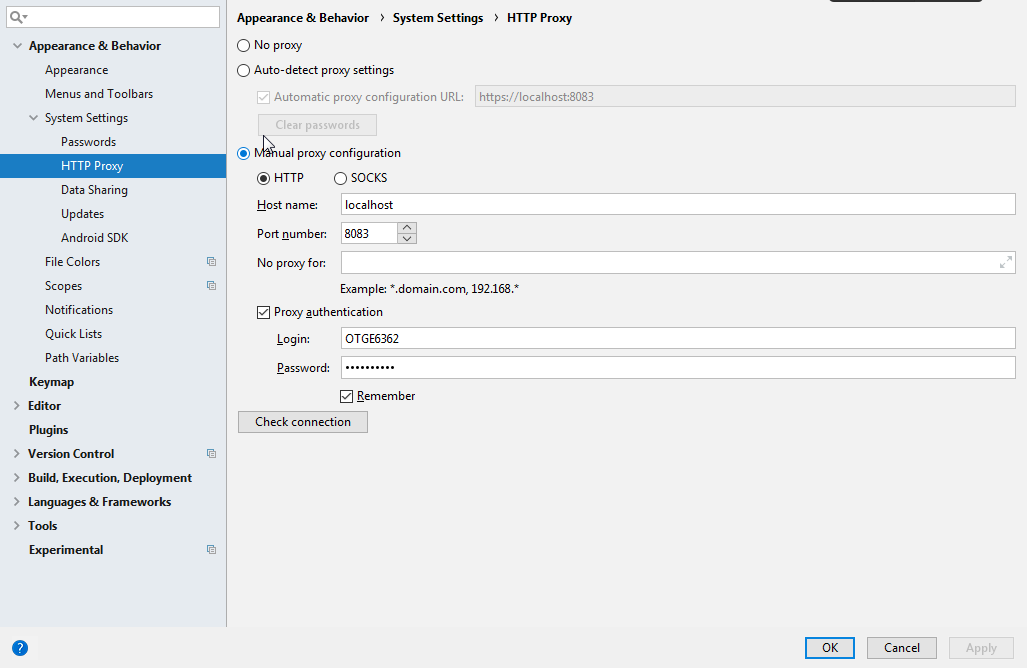 Appearance & Behavior › System Settings › HTTP Proxy
Appearance & Behavior
Appearance
Menus and Toolbars
System Settings
Passwords
HTTP Proxy
Data Sharing
Updates
Android SDK
File Colors
Scopes
Notifications
Quick Lists
Path Variables
Keymap
Editor
Plugins
Version Control
Build, Execution, Deployment
Languages & Frameworks
Tools
Experimental
No proxy
Auto-detect proxy settings
Automatic proxy configuration URL: https://localhost:8083
Clear passwords
Manual proxy configuration
HTTP SOCKS
Host name: localhost
Port number: 8083
No proxy for:
Example: *.domain.com, 192.168.*
Proxy authentication
Login: OTGE6362
Password: ••••••••••
Remember
Check connection
? OK Cancel Apply